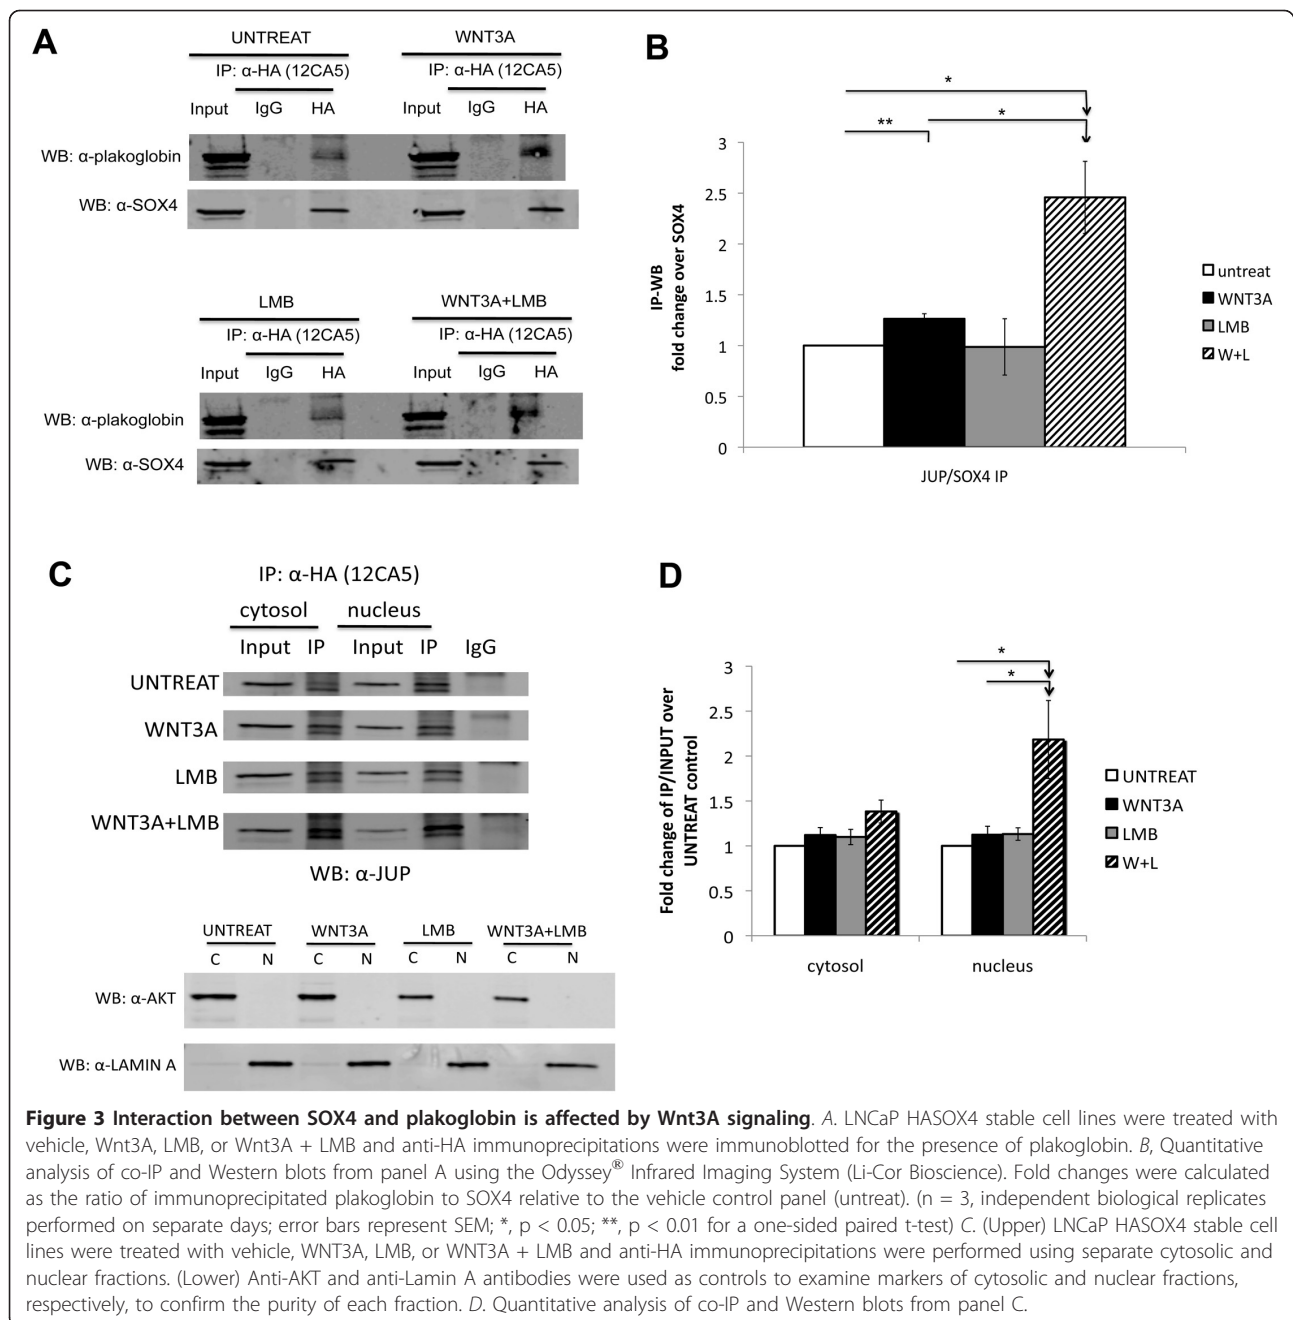 A
UNTREAT
WNT3A
IP: α-HA (12CA5)
IP: α-HA (12CA5)
Input IgG HA
Input IgG HA
WB: α-plakoglobin
WB: α-SOX4
LMB
WNT3A+LMB
IP: α-HA (12CA5)
IP: α-HA (12CA5)
Input IgG HA
Input IgG HA
WB: α-plakoglobin
WB: α-SOX4
B
*
*
**
3
2.5
2
1.5
1
0.5
0
IP-WB
fold change over SOX4
JUP/SOX4 IP
untreat
WNT3A
LMB
W+L
C
IP: α-HA (12CA5)
cytosol nucleus
Input IP Input IP IgG
UNTREAT
WNT3A
LMB
WNT3A+LMB
WB: α-JUP
UNTREAT WNT3A LMB WNT3A+LMB
C N C N C N C N
WB: α-AKT
WB: α-LAMIN A
D
*
*
3
2.5
2
1.5
1
0.5
0
Fold change of IP/INPUT over
UNTREAT control
cytosol nucleus
UNTREAT
WNT3A
LMB
W+L
Figure 3 Interaction between SOX4 and plakoglobin is affected by Wnt3A signaling. A. LNCaP HASOX4 stable cell lines were treated with
vehicle, Wnt3A, LMB, or Wnt3A + LMB and anti-HA immunoprecipitations were immunoblotted for the presence of plakoglobin. B, Quantitative
analysis of co-IP and Western blots from panel A using the Odyssey® Infrared Imaging System (Li-Cor Bioscience). Fold changes were calculated
as the ratio of immunoprecipitated plakoglobin to SOX4 relative to the vehicle control panel (untreat). (n = 3, independent biological replicates
performed on separate days; error bars represent SEM; *, p < 0.05; **, p < 0.01 for a one-sided paired t-test) C. (Upper) LNCaP HASOX4 stable cell
lines were treated with vehicle, WNT3A, LMB, or WNT3A + LMB and anti-HA immunoprecipitations were performed using separate cytosolic and
nuclear fractions. (Lower) Anti-AKT and anti-Lamin A antibodies were used as controls to examine markers of cytosolic and nuclear fractions,
respectively, to confirm the purity of each fraction. D. Quantitative analysis of co-IP and Western blots from panel C.